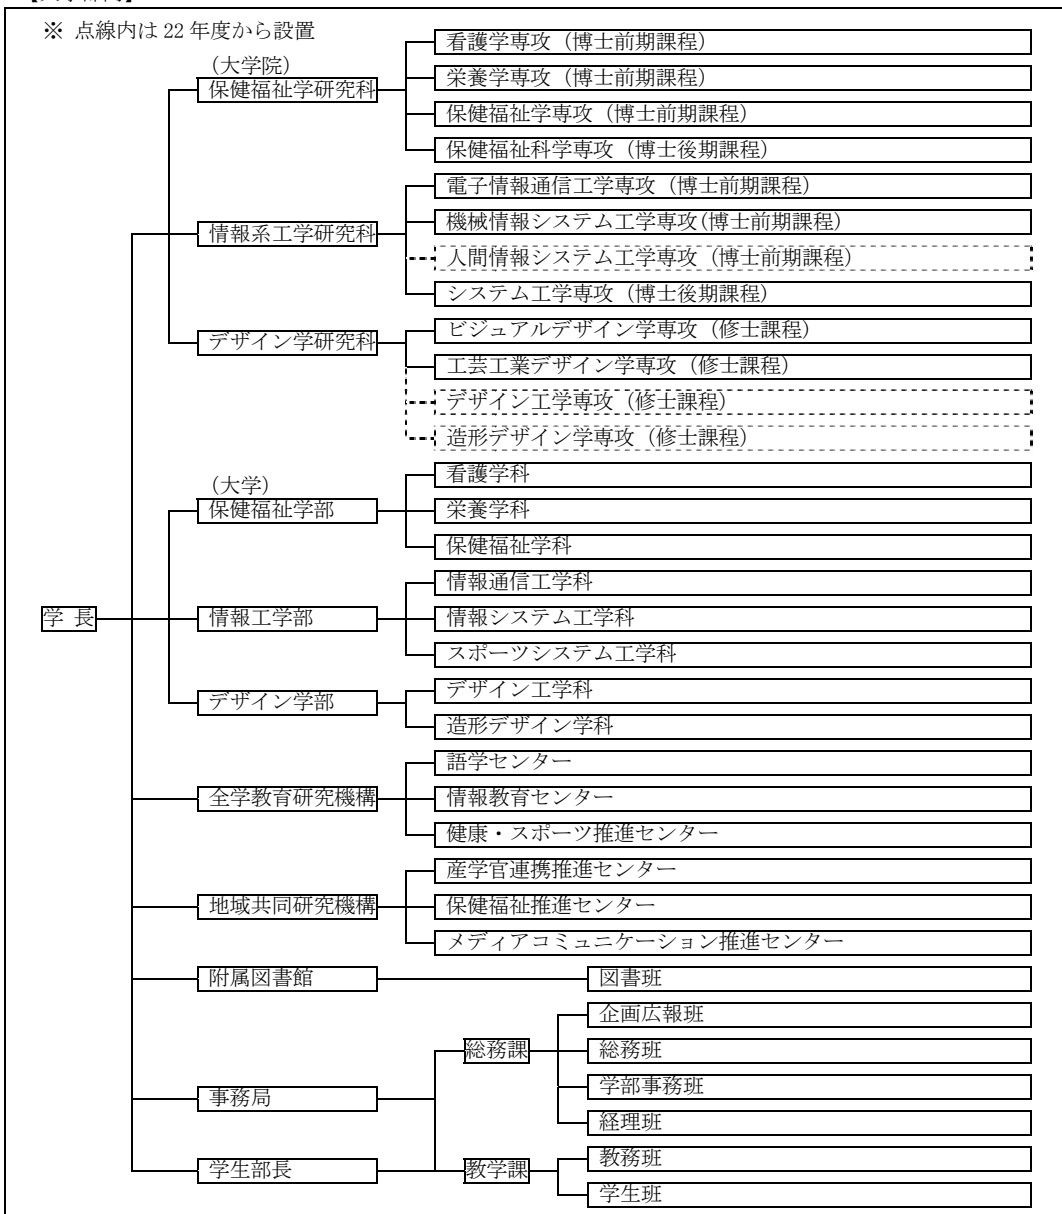 ※ 点線内は 22 年度から設置
(大学院)
保健福祉学研究科
看護学専攻 (博士前期課程)
栄養学専攻 (博士前期課程)
保健福祉学専攻 (博士前期課程)
保健福祉科学専攻 (博士後期課程)
情報系工学研究科
電子情報通信工学専攻 (博士前期課程)
機械情報システム工学専攻(博士前期課程)
人間情報システム工学専攻 (博士前期課程)
システム工学専攻 (博士後期課程)
デザイン学研究科
ビジュアルデザイン学専攻 (修士課程)
工芸工業デザイン学専攻 (修士課程)
デザイン工学専攻 (修士課程)
造形デザイン学専攻 (修士課程)
学 長
(大学)
保健福祉学部
看護学科
栄養学科
保健福祉学科
情報工学部
情報通信工学科
情報システム工学科
スポーツシステム工学科
デザイン学部
デザイン工学科
造形デザイン学科
全学教育研究機構
語学センター
情報教育センター
健康・スポーツ推進センター
地域共同研究機構
産学官連携推進センター
保健福祉推進センター
メディアコミュニケーション推進センター
附属図書館
図書班
事務局
総務課
企画広報班
総務班
学部事務班
経理班
学生部長
教学課
教務班
学生班